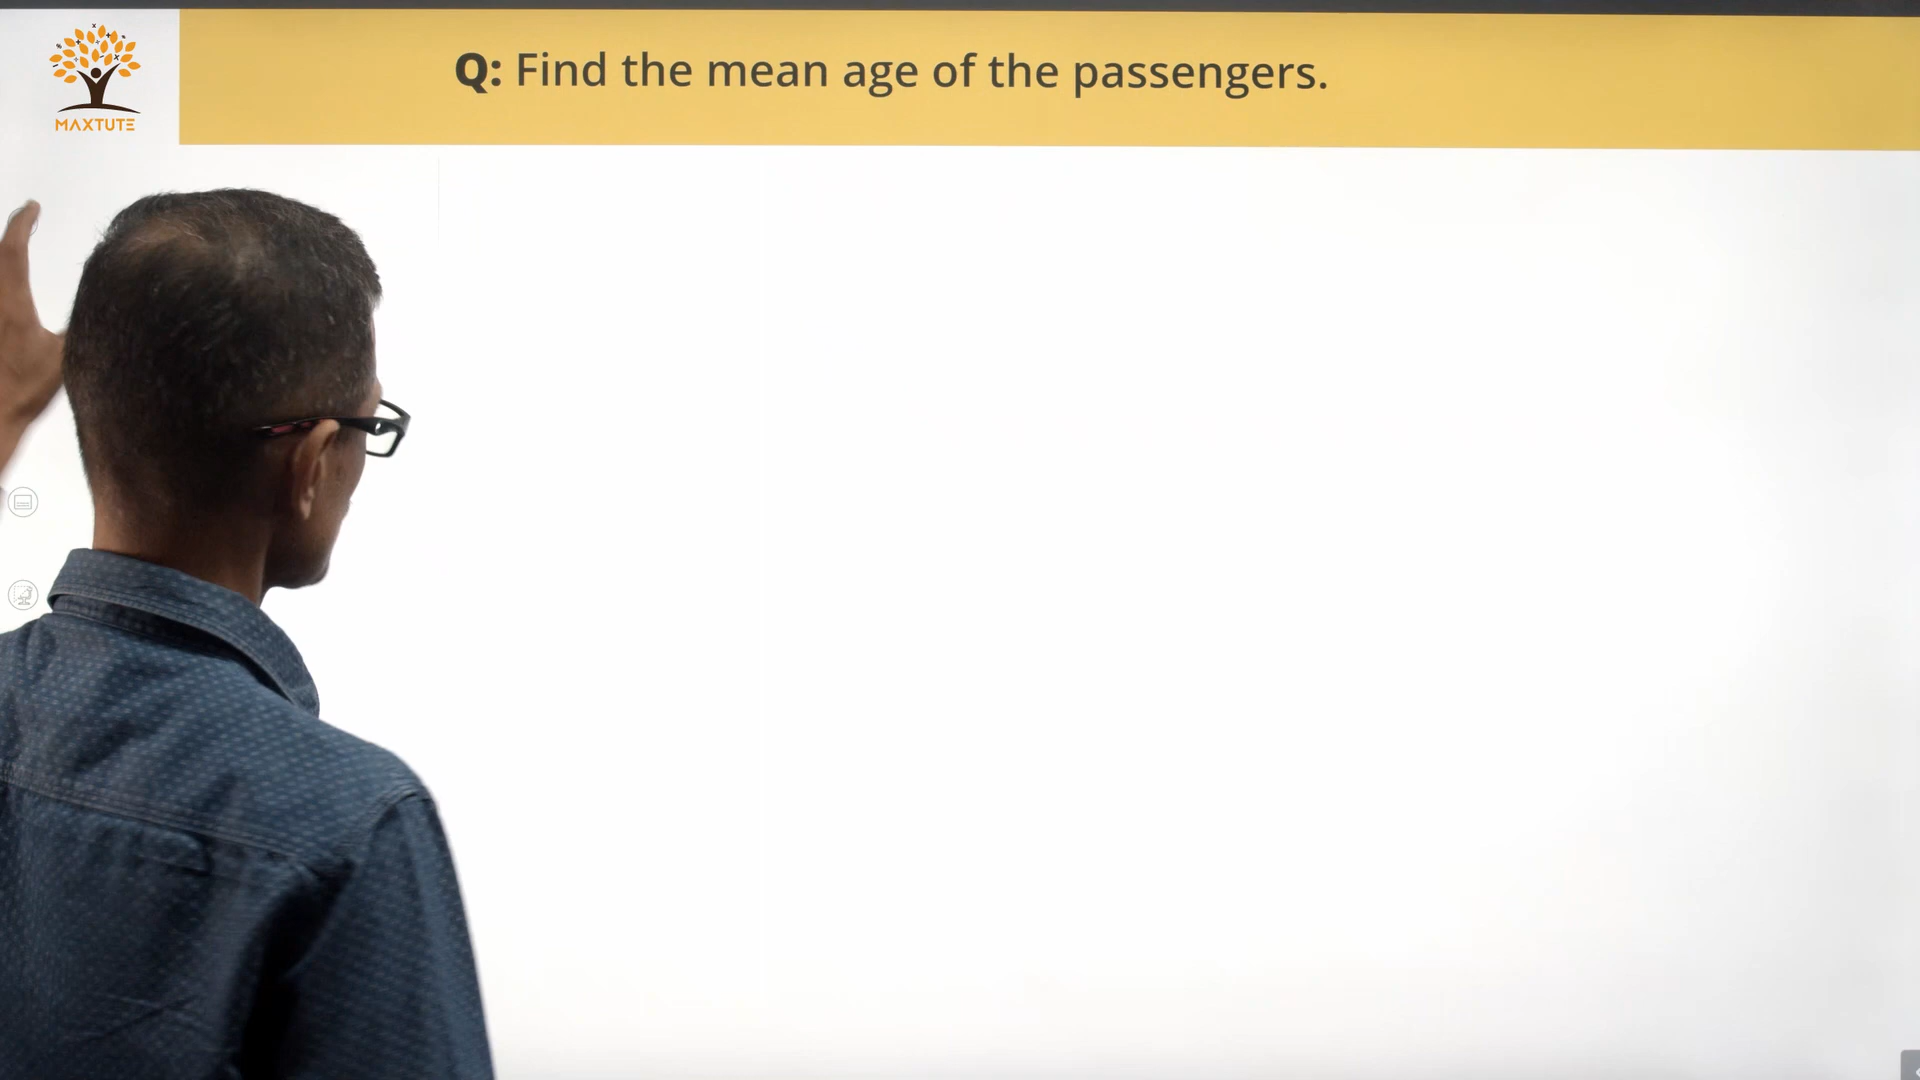 MAXTUTE
Q: Find the mean age of the passengers.